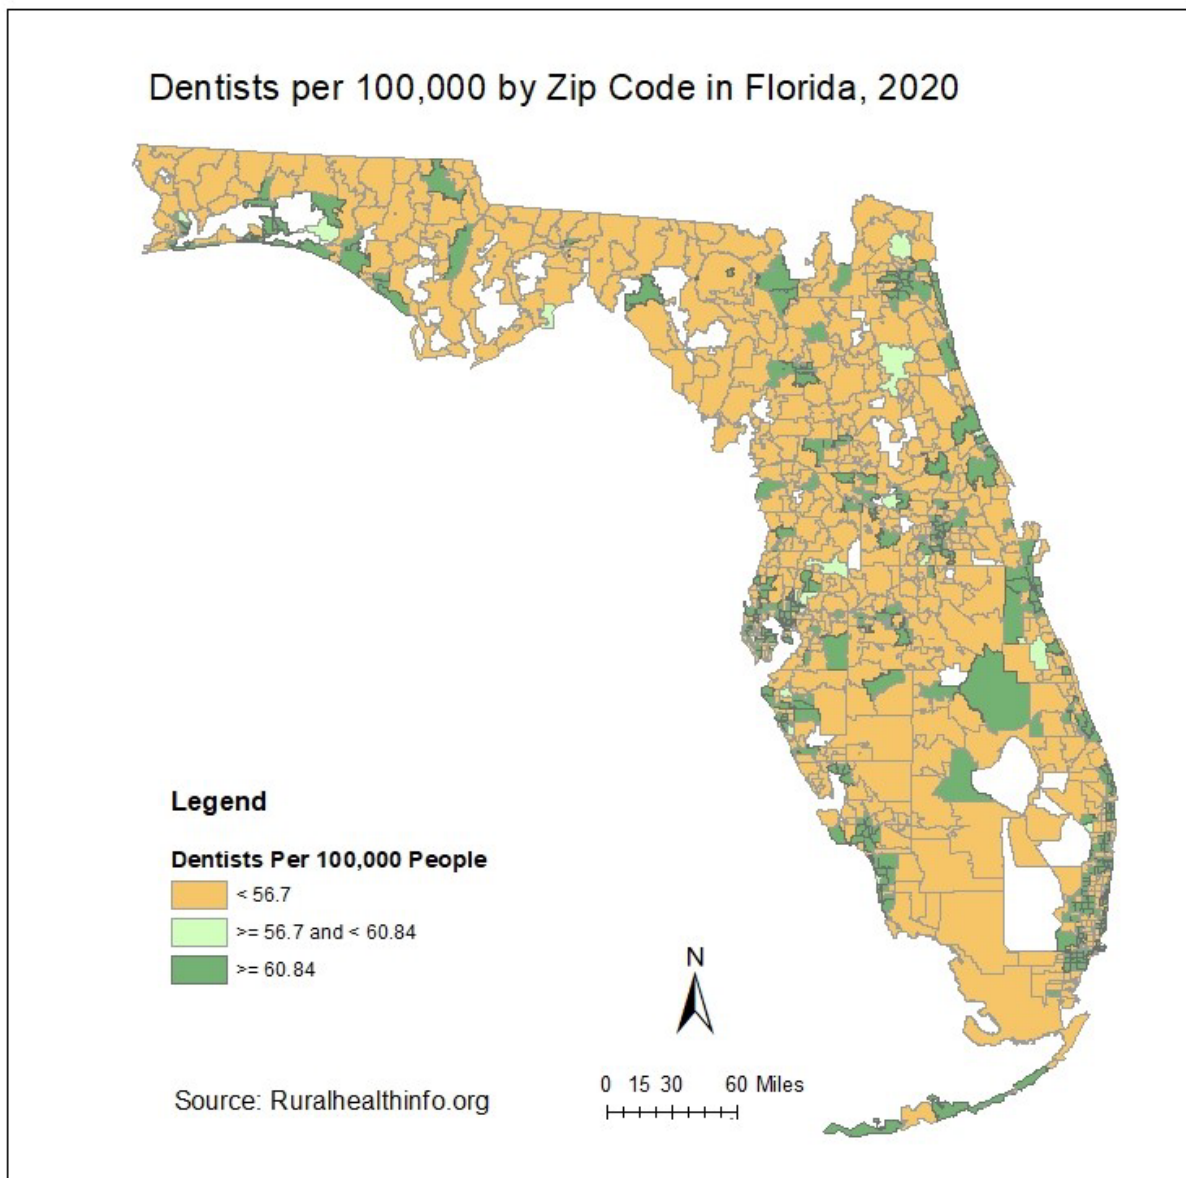 Dentists per 100,000 by Zip Code in Florida, 2020
Legend
Dentists Per 100,000 People
< 56.7
>= 56.7 and < 60.84
>= 60.84
N
0 15 30 60 Miles
Source: Ruralhealthinfo.org